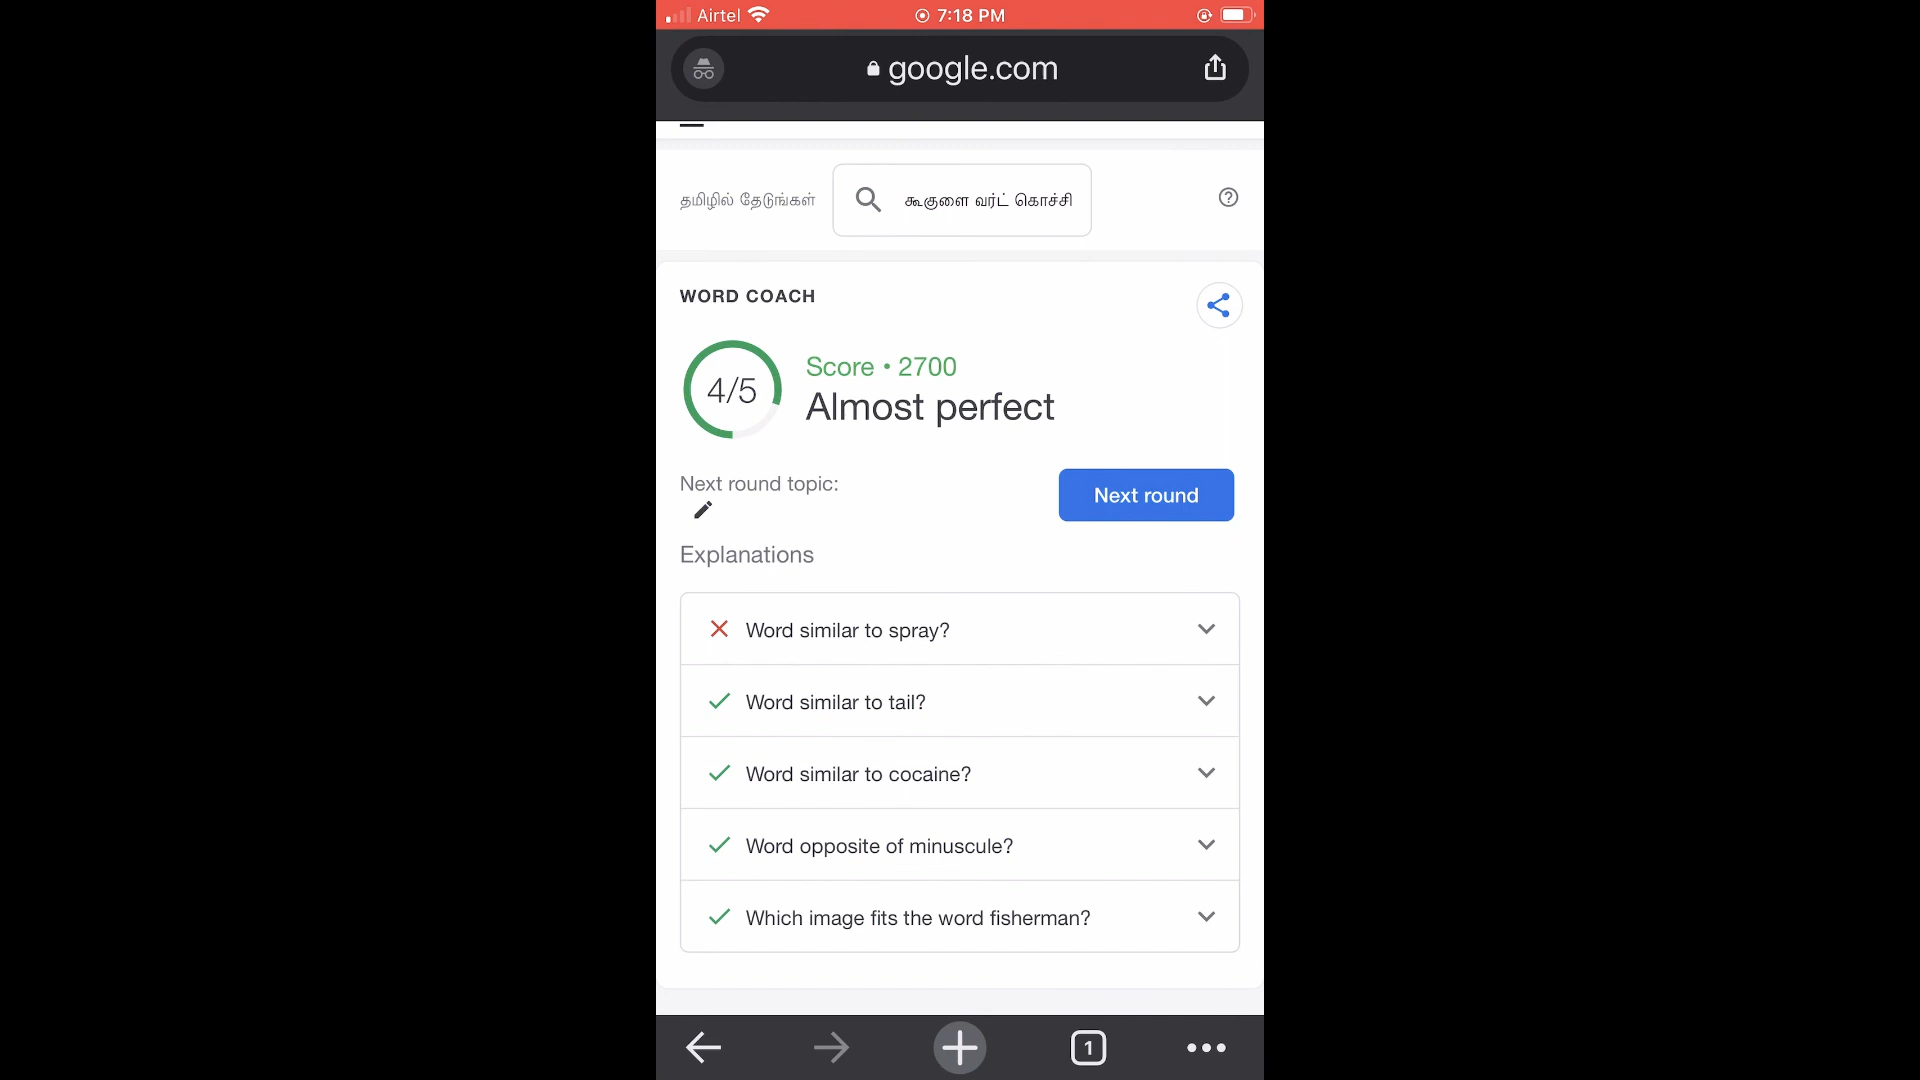 Airtel 7:18 PM
google.com
தமிழில் தேடுங்கள் கூகுளை வர்ட் கொச்சி
WORD COACH
4/5
Score • 2700
Almost perfect
Next round topic:
Next round
Explanations
Word similar to spray?
Word similar to tail?
Word similar to cocaine?
Word opposite of minuscule?
Which image fits the word fisherman?
1